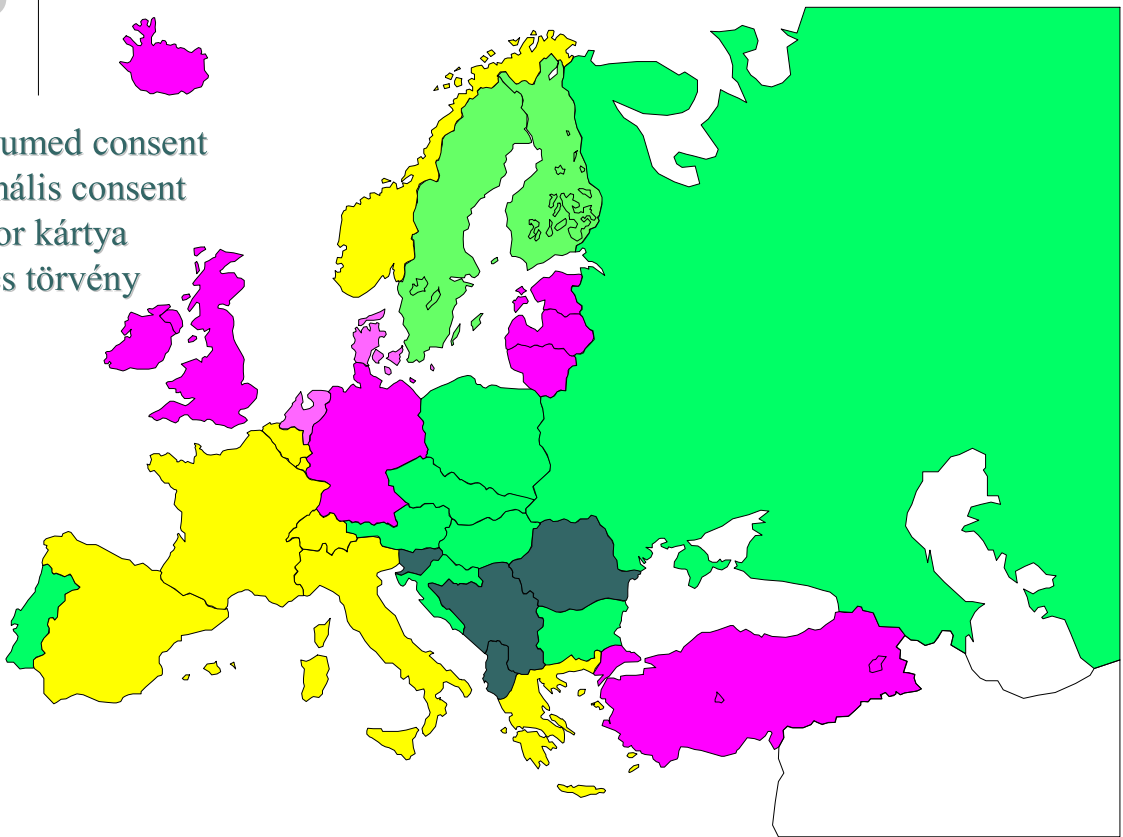 umed consent
nális consent
or kártya
s törvény